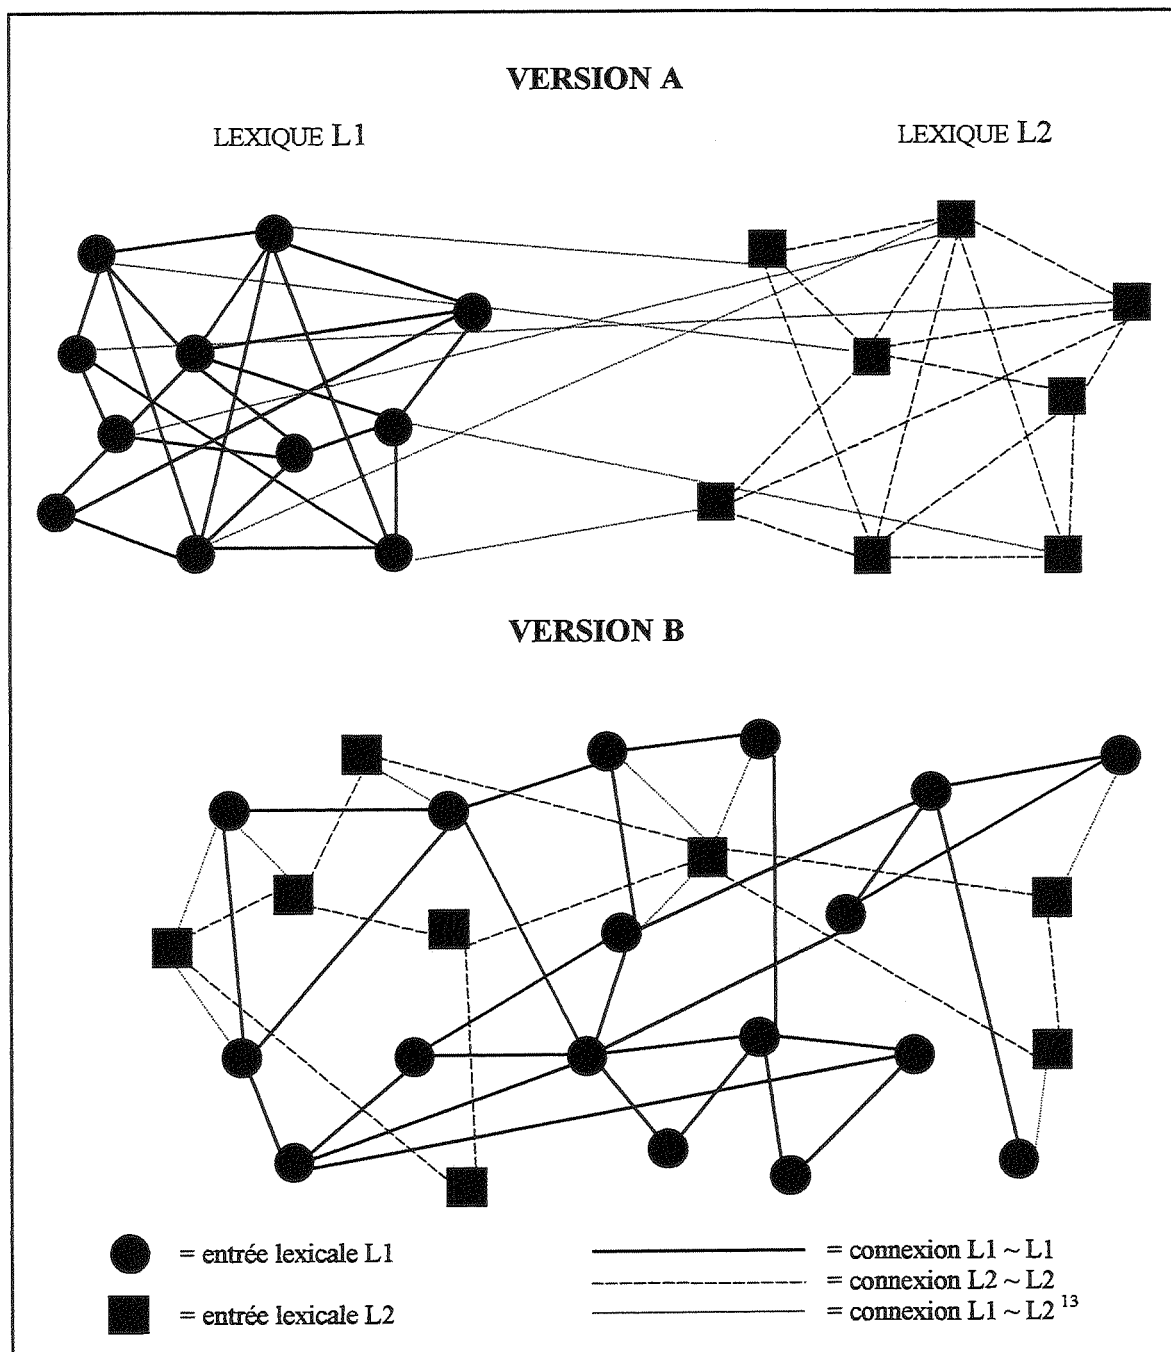 VERSION A
LEXIQUE L1
LEXIQUE L2
VERSION B
= entrée lexicale L1
= entrée lexicale L2
= connexion L1 ~ L1
= connexion L2 ~ L2
= connexion L1 ~ L2 13